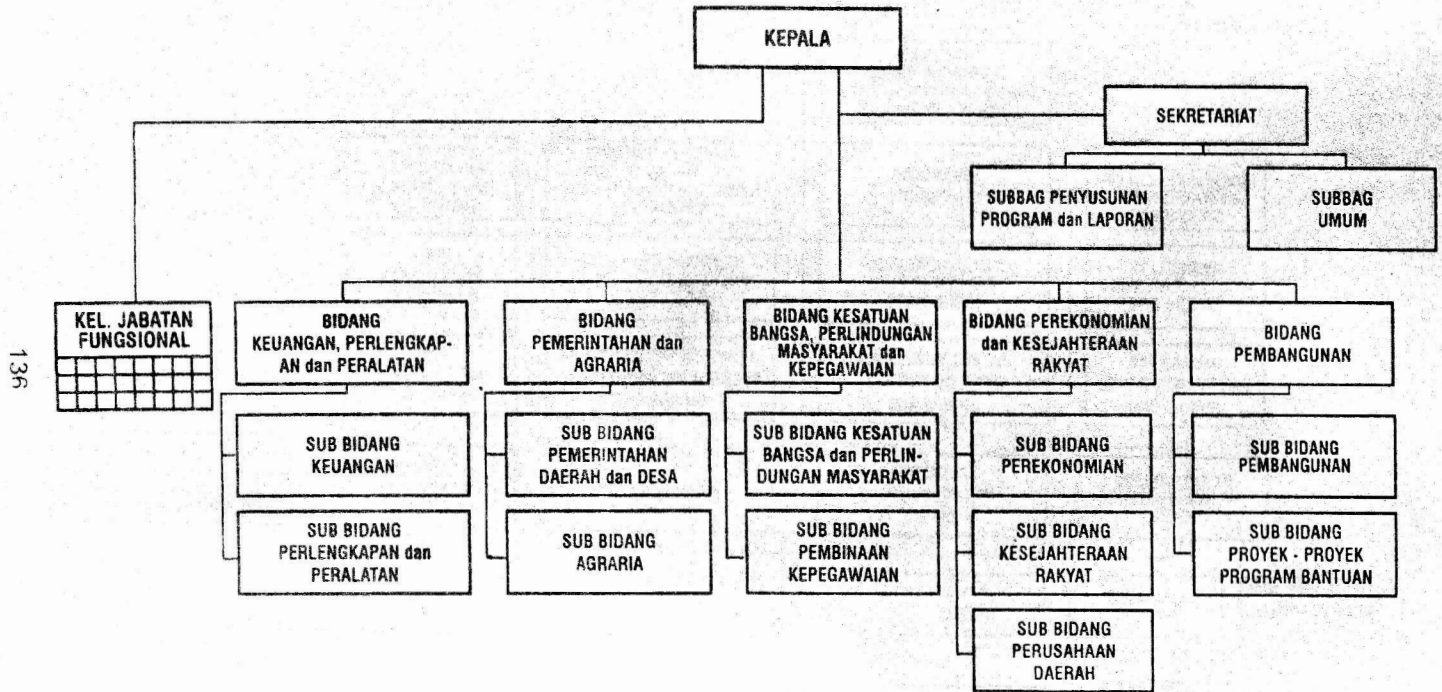 KEPALA
SEKRETARIAT
SUBBAG PENYUSUNAN
PROGRAM dan LAPORAN
SUBBAG
UMUM
KEL. JABATAN
FUNGSIONAL
BIDANG
KEUANGAN, PERLENGKAP-
AN dan PERALATAN
BIDANG
PEMERINTAHAN dan
AGRARIA
BIDANG KESATUAN
BANGSA, PERLINDUNGAN
MASYARAKAT dan
KEPEGAWAIAN
BIDANG PEREKONOMIAN
dan KESEJAHTERAAN
RAKYAT
BIDANG
PEMBANGUNAN
SUB BIDANG
KEUANGAN
SUB BIDANG
PERLENGKAPAN dan
PERALATAN
SUB BIDANG
PEMERINTAHAN
DAERAH dan DESA
SUB BIDANG
AGRARIA
SUB BIDANG KESATUAN
BANGSA dan PERLIN-
DUNGAN MASYARAKAT
SUB BIDANG
PEMBINAAN
KEPEGAWAIAN
SUB BIDANG
PEREKONOMIAN
SUB BIDANG
KESEJAHTERAAN
RAKYAT
SUB BIDANG
PERUSAHAAN
DAERAH
SUB BIDANG
PEMBANGUNAN
SUB BIDANG
PROYEK - PROYEK
PROGRAM BANTUAN
136